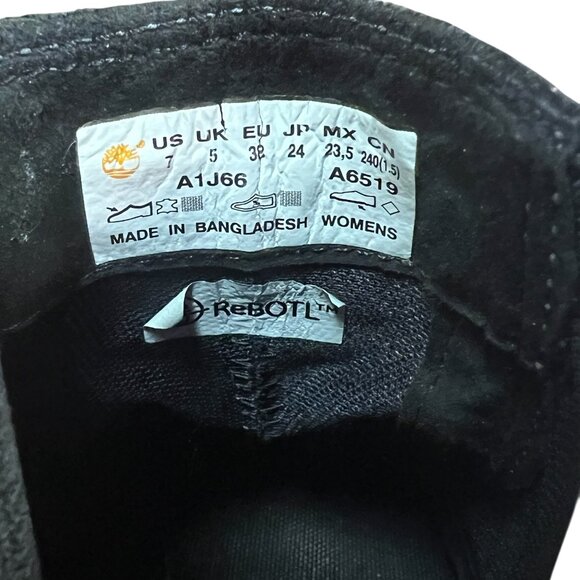 US UK EU JP MX CN
7 5 38 24 23,5 240(1.5)
A1J66 A6519
MADE IN BANGLADESH WOMENS
ReBOTL™